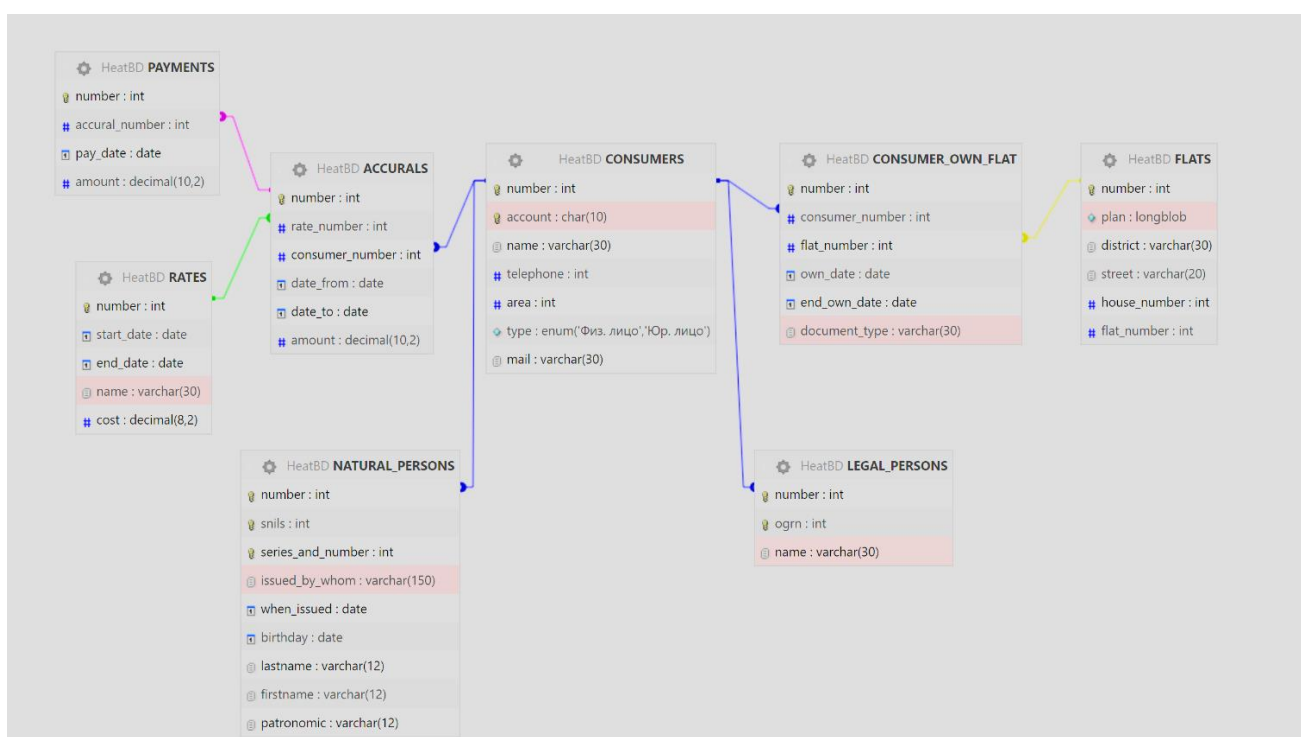 HeatBD PAYMENTS
number : int
accural_number : int
pay_date : date
amount : decimal(10,2)
HeatBD RATES
number : int
start_date : date
end_date : date
name : varchar(30)
cost : decimal(8,2)
HeatBD ACCURALS
number : int
rate_number : int
consumer_number : int
date_from : date
date_to : date
amount : decimal(10,2)
HeatBD CONSUMERS
number : int
account : char(10)
name : varchar(30)
telephone : int
area : int
type : enum('Физ. лицо','Юр. лицо')
mail : varchar(30)
HeatBD CONSUMER_OWN_FLAT
number : int
consumer_number : int
flat_number : int
own_date : date
end_own_date : date
document_type : varchar(30)
HeatBD FLATS
number : int
plan : longblob
district : varchar(30)
street : varchar(20)
house_number : int
flat_number : int
HeatBD NATURAL_PERSONS
number : int
snils : int
series_and_number : int
issued_by_whom : varchar(150)
when_issued : date
birthday : date
lastname : varchar(12)
firstname : varchar(12)
patronomic : varchar(12)
HeatBD LEGAL_PERSONS
number : int
ogrn : int
name : varchar(30)